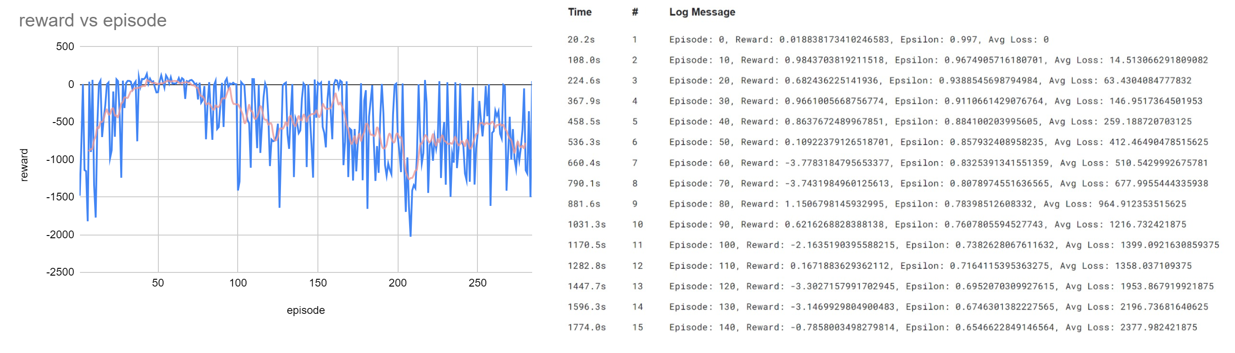 reward vs episode
500
0
-500
-1000
-1500
-2000
-2500
reward
50
100
150
200
250
episode
Time # Log Message
20.2s 1 Episode: 0, Reward: 0.018838173410246583, Epsilon: 0.997, Avg Loss: 0
108.0s 2 Episode: 10, Reward: 0.9843703819211518, Epsilon: 0.9674905716180701, Avg Loss: 14.513066291809082
224.6s 3 Episode: 20, Reward: 0.682436225141936, Epsilon: 0.9388545698794984, Avg Loss: 63.4304084777832
367.9s 4 Episode: 30, Reward: 0.9661005668756774, Epsilon: 0.9110661429076764, Avg Loss: 146.9517364501953
458.5s 5 Episode: 40, Reward: 0.8637672489967851, Epsilon: 0.884100203995605, Avg Loss: 259.188720703125
536.3s 6 Episode: 50, Reward: 0.10922379126518701, Epsilon: 0.857932408958235, Avg Loss: 412.46490478515625
660.4s 7 Episode: 60, Reward: -3.7783184795653377, Epsilon: 0.8325391341551359, Avg Loss: 510.5429992675781
790.1s 8 Episode: 70, Reward: -3.7431984960125613, Epsilon: 0.8078974551636565, Avg Loss: 677.9955444335938
881.6s 9 Episode: 80, Reward: 1.1506798145932995, Epsilon: 0.78398512608332, Avg Loss: 964.912353515625
1031.3s 10 Episode: 90, Reward: 0.6216268828388138, Epsilon: 0.7607805594527743, Avg Loss: 1216.732421875
1170.5s 11 Episode: 100, Reward: -2.1635190395588215, Epsilon: 0.7382628067611632, Avg Loss: 1399.0921630859375
1282.8s 12 Episode: 110, Reward: 0.1671883629362112, Epsilon: 0.7164115395363275, Avg Loss: 1358.037109375
1447.7s 13 Episode: 120, Reward: -3.3027157991702945, Epsilon: 0.6952070309927615, Avg Loss: 1953.867919921875
1596.3s 14 Episode: 130, Reward: -3.1469929804900483, Epsilon: 0.6746301382227565, Avg Loss: 2196.73681640625
1774.0s 15 Episode: 140, Reward: -0.7858003498279814, Epsilon: 0.6546622849146564, Avg Loss: 2377.982421875